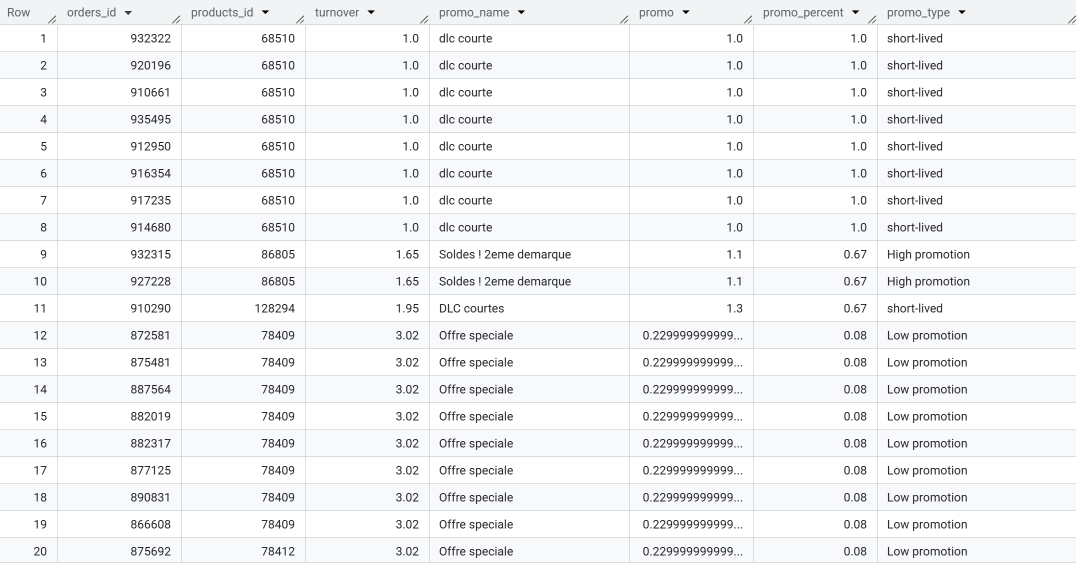 Row orders_id products_id turnover promo_name promo promo_percent promo_type
1 932322 68510 1.0 dlc courte 1.0 1.0 short-lived
2 920196 68510 1.0 dlc courte 1.0 1.0 short-lived
3 910661 68510 1.0 dlc courte 1.0 1.0 short-lived
4 935495 68510 1.0 dlc courte 1.0 1.0 short-lived
5 912950 68510 1.0 dlc courte 1.0 1.0 short-lived
6 916354 68510 1.0 dlc courte 1.0 1.0 short-lived
7 917235 68510 1.0 dlc courte 1.0 1.0 short-lived
8 914680 68510 1.0 dlc courte 1.0 1.0 short-lived
9 932315 86805 1.65 Soldes ! 2eme demarque 1.1 0.67 High promotion
10 927228 86805 1.65 Soldes ! 2eme demarque 1.1 0.67 High promotion
11 910290 128294 1.95 DLC courtes 1.3 0.67 short-lived
12 872581 78409 3.02 Offre speciale 0.229999999999... 0.08 Low promotion
13 875481 78409 3.02 Offre speciale 0.229999999999... 0.08 Low promotion
14 887564 78409 3.02 Offre speciale 0.229999999999... 0.08 Low promotion
15 882019 78409 3.02 Offre speciale 0.229999999999... 0.08 Low promotion
16 882317 78409 3.02 Offre speciale 0.229999999999... 0.08 Low promotion
17 877125 78409 3.02 Offre speciale 0.229999999999... 0.08 Low promotion
18 890831 78409 3.02 Offre speciale 0.229999999999... 0.08 Low promotion
19 866608 78409 3.02 Offre speciale 0.229999999999... 0.08 Low promotion
20 875692 78412 3.02 Offre speciale 0.229999999999... 0.08 Low promotion